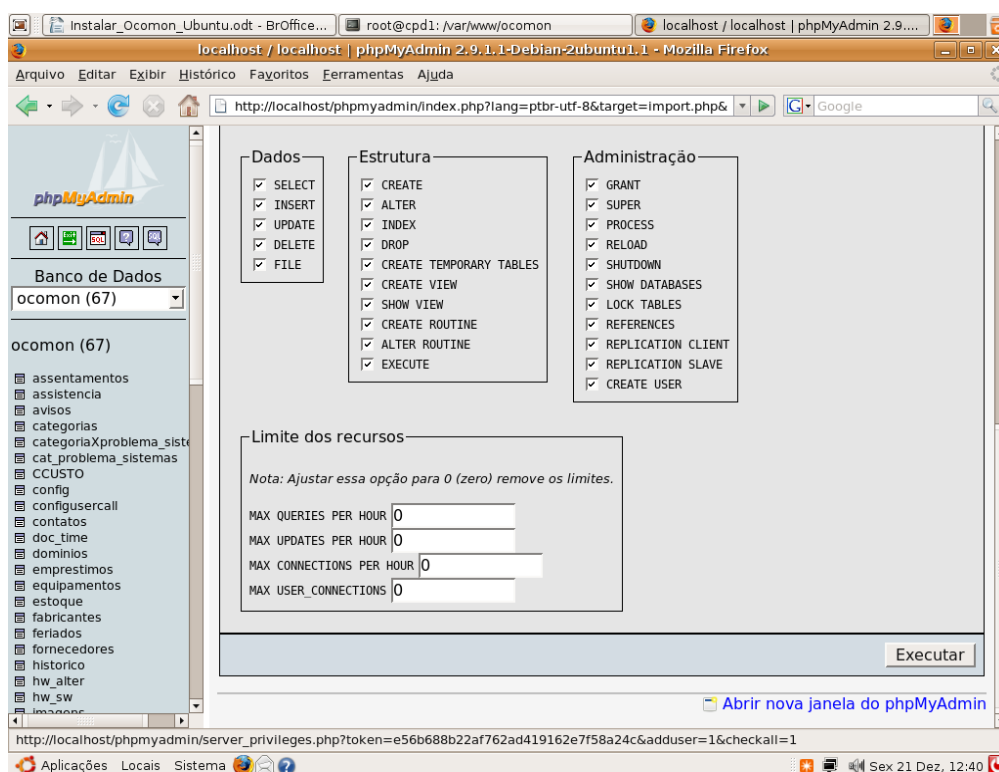 Instalar_Ocomon_Ubuntu.odt - BrOffice...
root@cpd1: /var/www/ocomon
localhost / localhost | phpMyAdmin 2.9....
localhost / localhost | phpMyAdmin 2.9.1.1-Debian-2ubuntu1.1 - Mozilla Firefox
Arquivo Editar Exibir Histórico Favoritos Ferramentas Ajuda
http://localhost/phpmyadmin/index.php?lang=ptbr-utf-8&target=import.php&
G Google
phpMyAdmin
SQL
Banco de Dados
ocomon (67)
ocomon (67)
assentamentos
assistencia
avisos
categorias
categoriaXproblema_siste
cat_problema_sistemas
CCUSTO
config
configusercall
contatos
doc_time
dominios
emprestimos
equipamentos
estoque
fabricantes
feriados
fornecedores
historico
hw_alter
hw_sw
imagens
Dados
SELECT
INSERT
UPDATE
DELETE
FILE
Estrutura
CREATE
ALTER
INDEX
DROP
CREATE TEMPORARY TABLES
CREATE VIEW
SHOW VIEW
CREATE ROUTINE
ALTER ROUTINE
EXECUTE
Administração
GRANT
SUPER
PROCESS
RELOAD
SHUTDOWN
SHOW DATABASES
LOCK TABLES
REFERENCES
REPLICATION CLIENT
REPLICATION SLAVE
CREATE USER
Limite dos recursos
Nota: Ajustar essa opção para 0 (zero) remove os limites.
MAX QUERIES PER HOUR 0
MAX UPDATES PER HOUR 0
MAX CONNECTIONS PER HOUR 0
MAX USER_CONNECTIONS 0
Executar
Abrir nova janela do phpMyAdmin
http://localhost/phpmyadmin/server_privileges.php?token=e56b688b22af762ad419162e7f58a24c&adduser=1&checkall=1
Aplicações Locais Sistema
Sex 21 Dez, 12:40